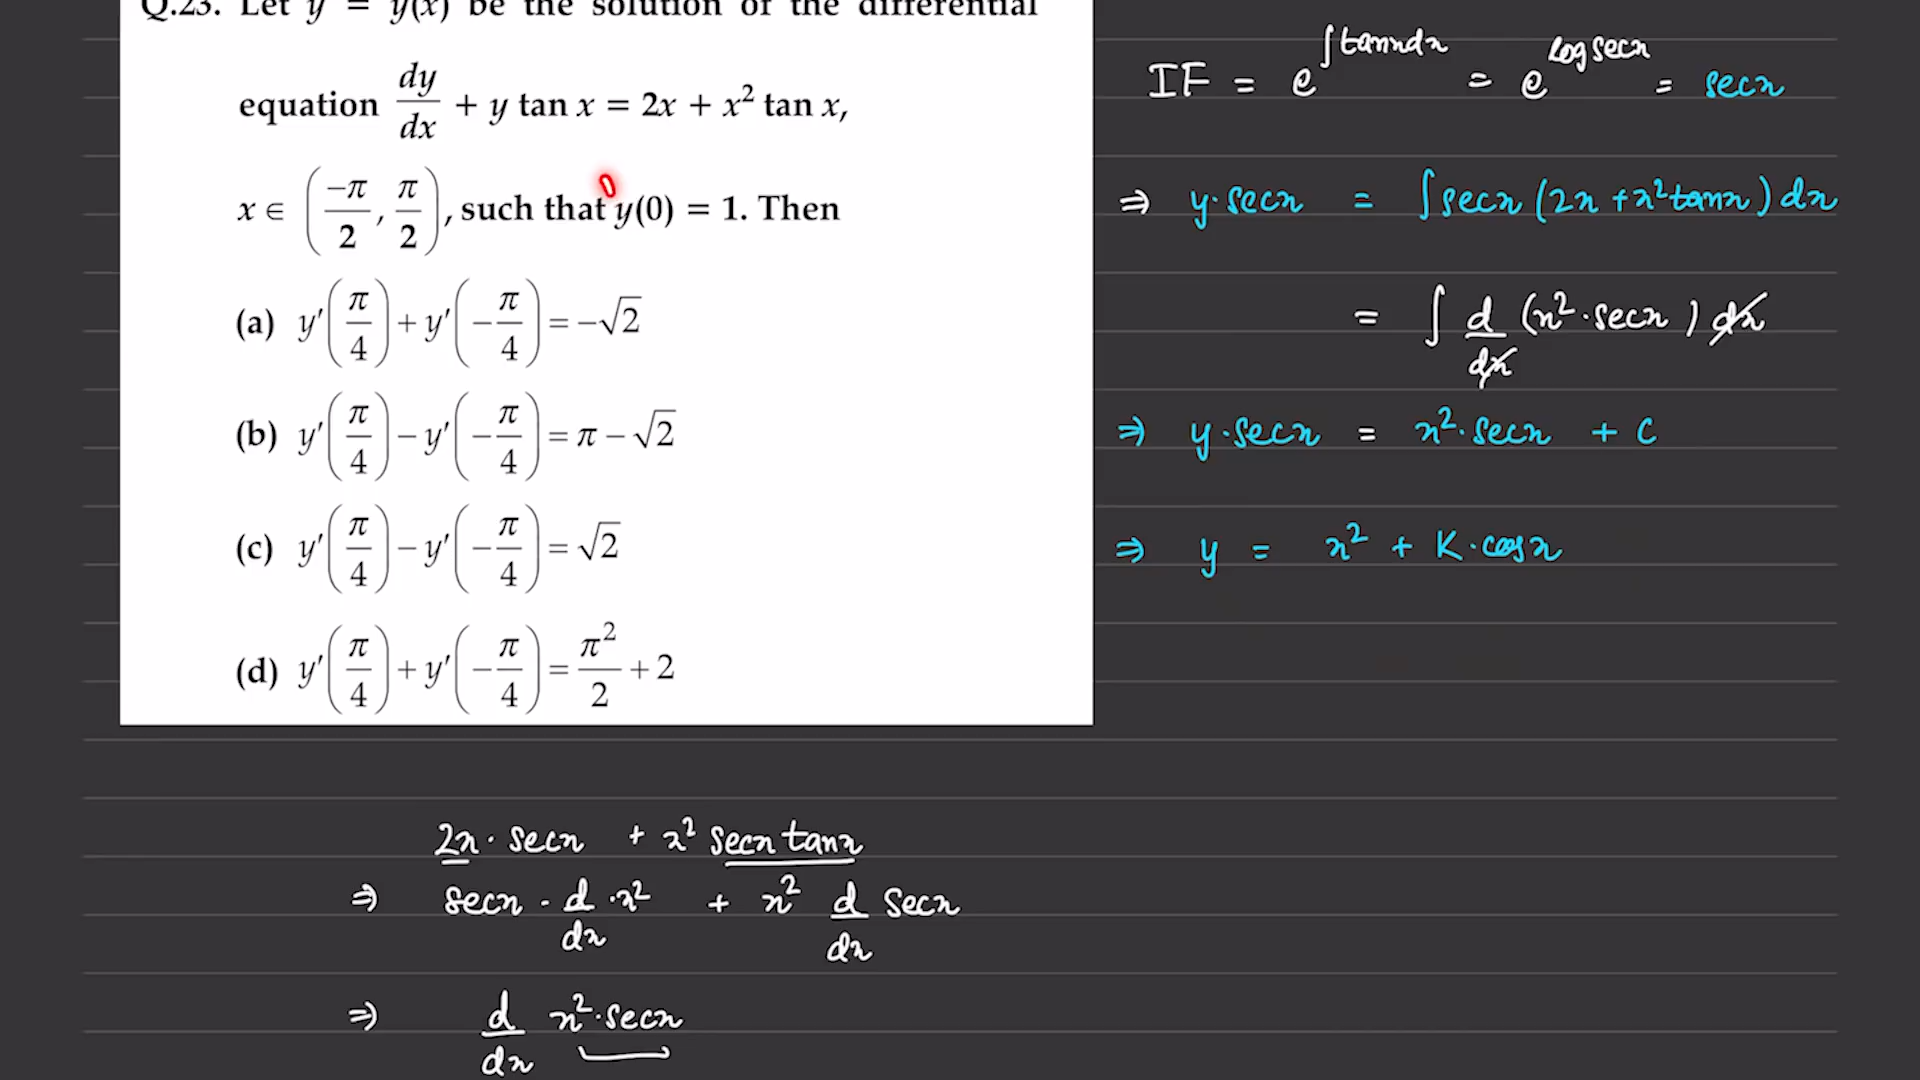 Q.23. Let y = y(x) be the solution of the differential
equation dy/dx + y tan x = 2x + x² tan x,
x ∈ (-π/2, π/2), such that y(0) = 1. Then
(a) y′(π/4) + y′(-π/4) = -√2
(b) y′(π/4) - y′(-π/4) = π - √2
(c) y′(π/4) - y′(-π/4) = √2
(d) y′(π/4) + y′(-π/4) = π²/2 + 2
IF = e^∫tanx dx = e^log secx = secx
⇒ y·secx = ∫secx (2x + x² tanx) dx
= ∫ d/dx (x²·secx) dx
⇒ y·secx = x²·secx + c
⇒ y = x² + K·cosx
2x·secx + x² secx tanx
⇒ secx · d/dx · x² + x² d/dx secx
⇒ d/dx x²·secx